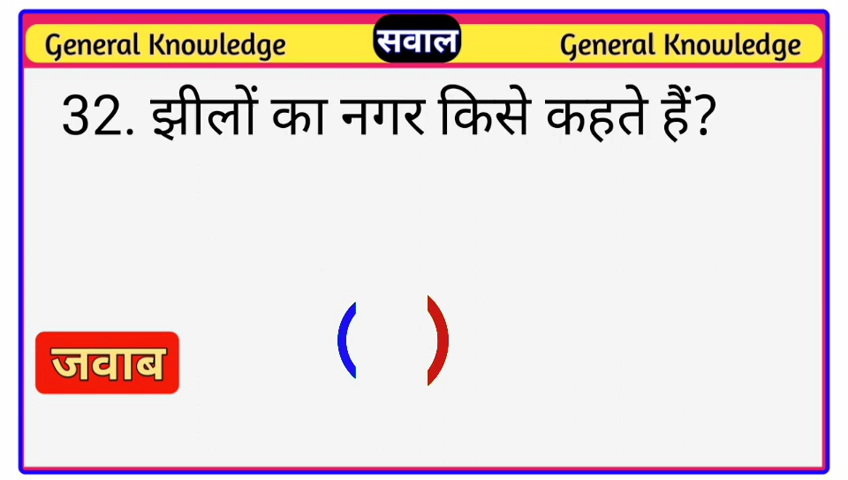 General Knowledge सवाल General Knowledge
32. झीलों का नगर किसे कहते हैं?
जवाब